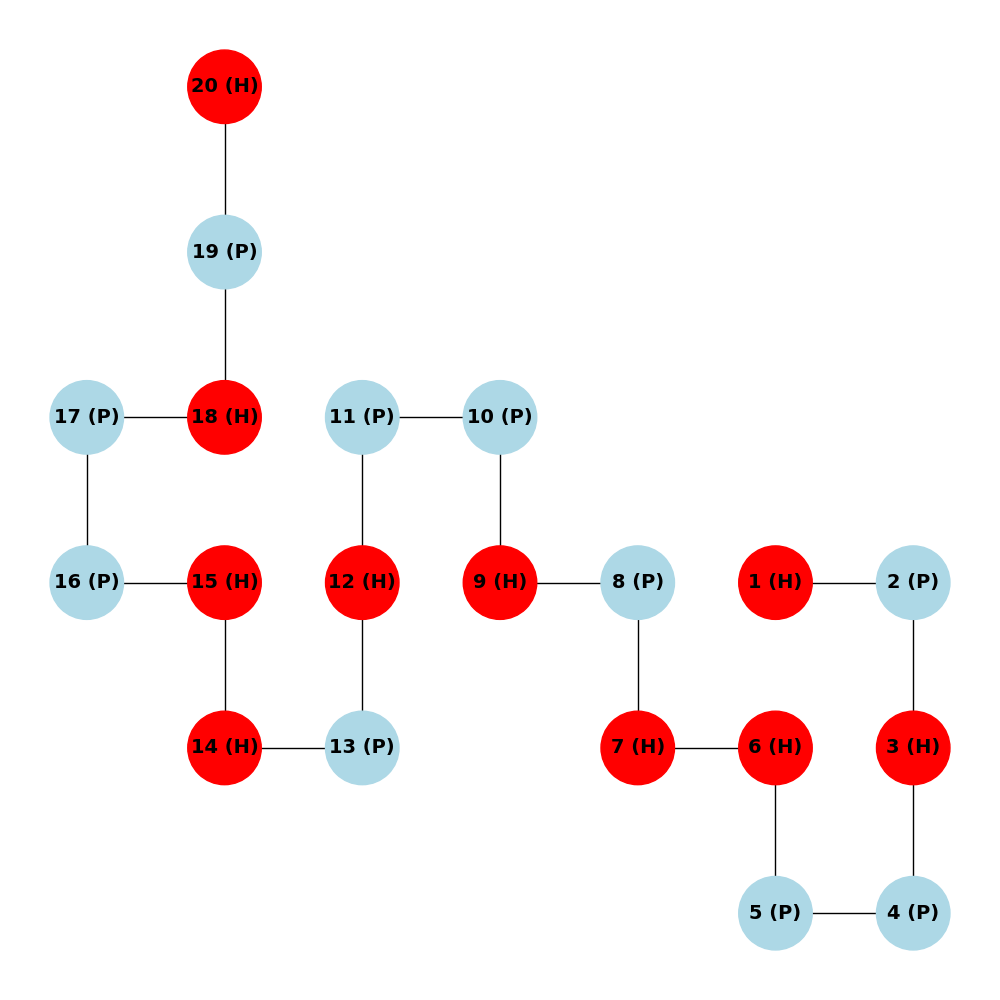 20 (H)
19 (P)
17 (P) 18 (H) 11 (P) 10 (P)
16 (P) 15 (H) 12 (H) 9 (H) 8 (P) 1 (H) 2 (P)
14 (H) 13 (P) 7 (H) 6 (H) 3 (H)
5 (P) 4 (P)